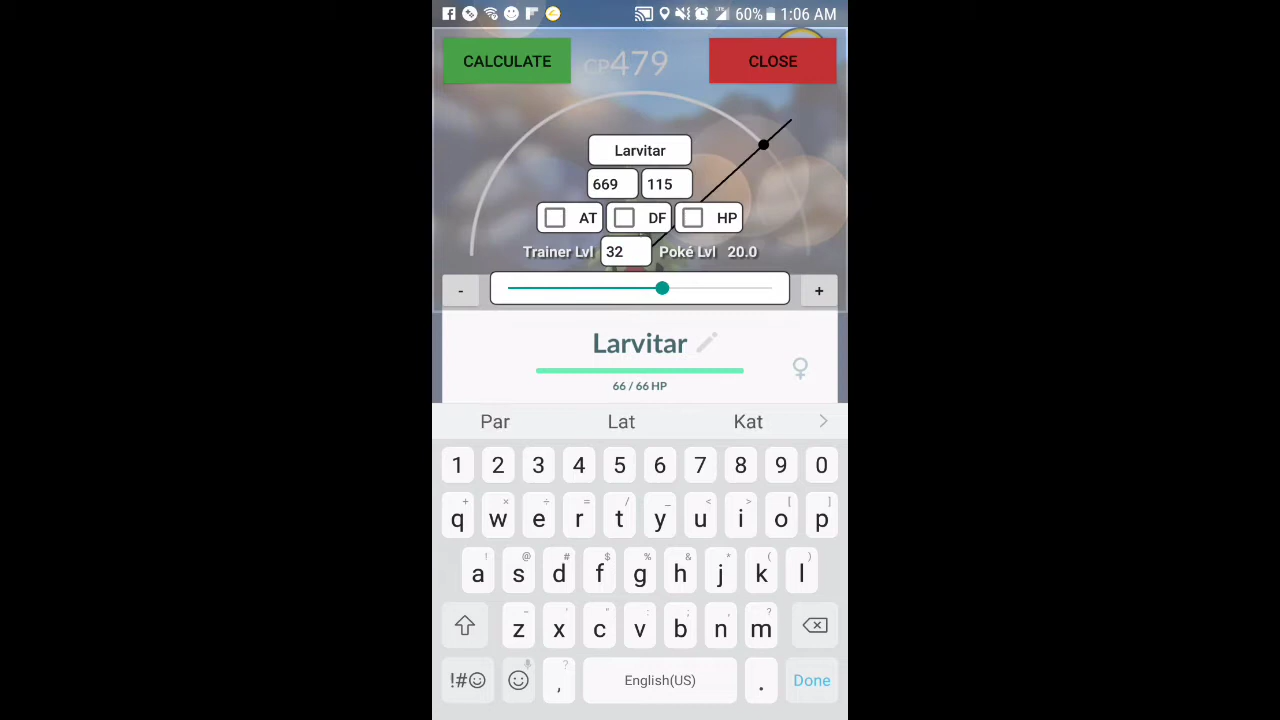 60% 1:06 AM
CALCULATE CP479 CLOSE
Larvitar
669 115
AT DF HP
Trainer Lvl 32 Poké Lvl 20.0
- +
Larvitar
66 / 66 HP
Par Lat Kat
1 2 3 4 5 6 7 8 9 0
q w e r t y u i o p
a s d f g h j k l
z x c v b n m
!#☺ , English(US) . Done